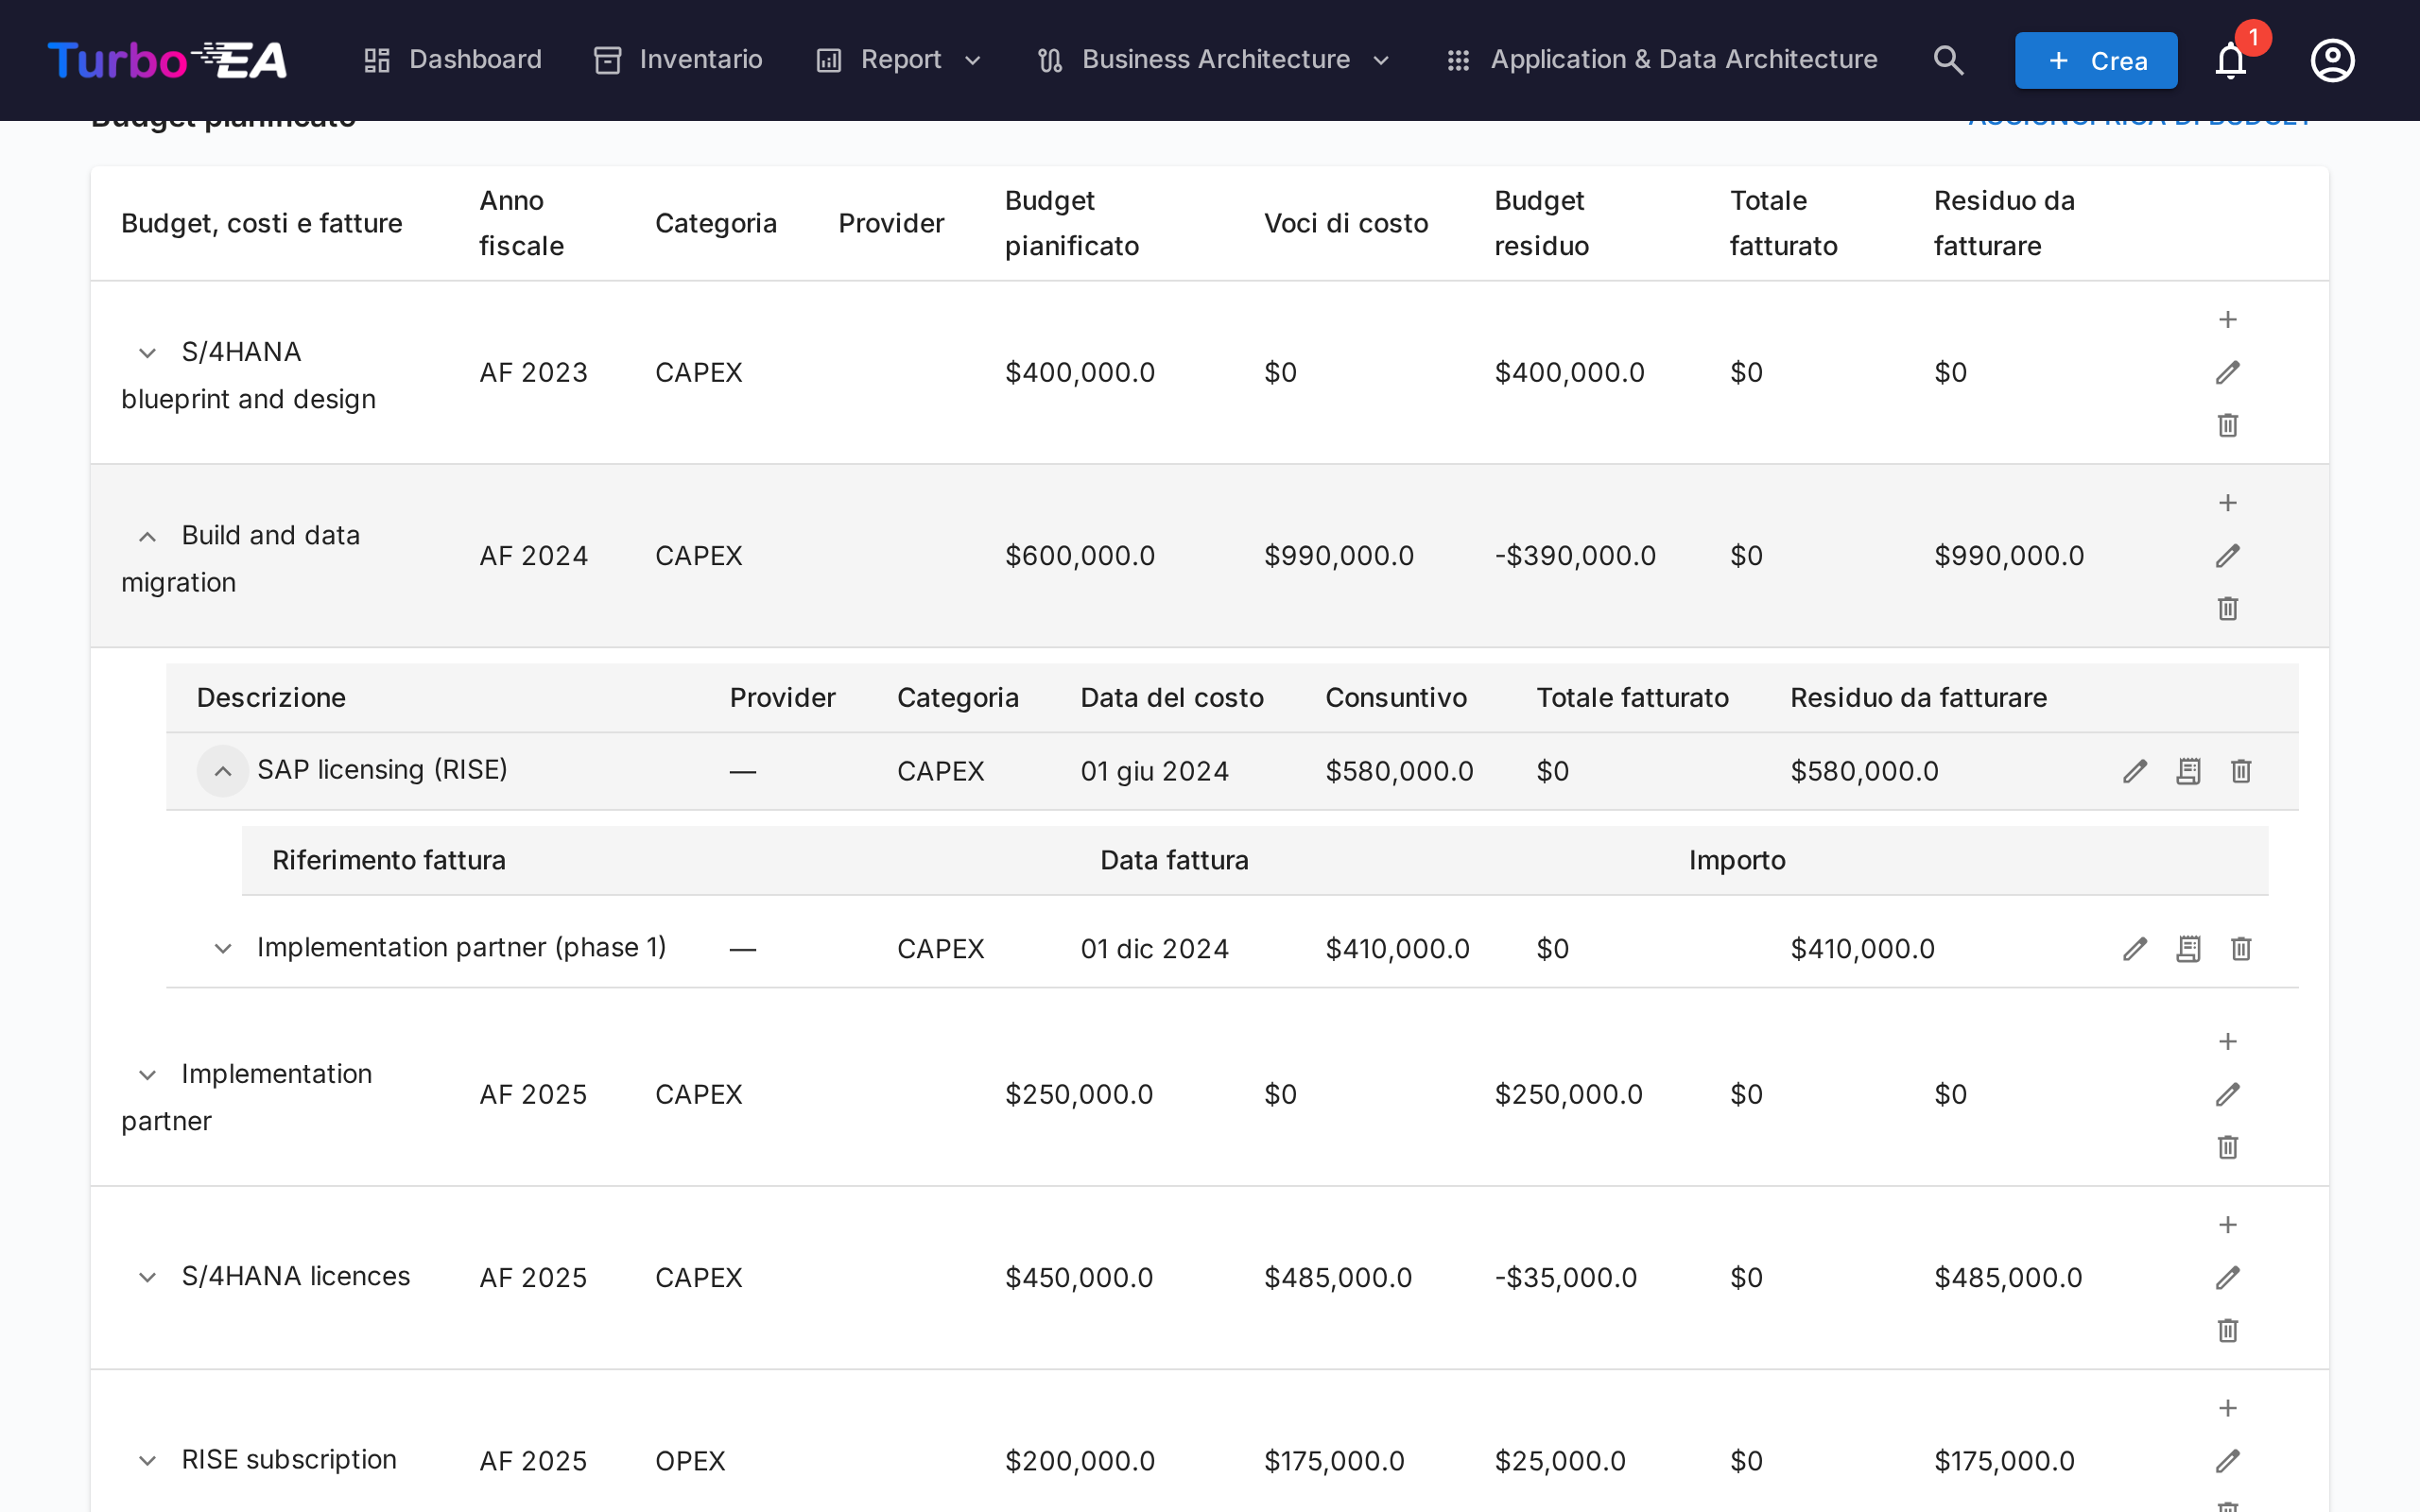 Turbo EA
Dashboard
Inventario
Report
Business Architecture
Application & Data Architecture
Crea
1
Budget pianificato
AGGIUNGI RIGA DI BUDGET
Budget, costi e fatture
Anno
fiscale
Categoria
Provider
Budget
pianificato
Voci di costo
Budget
residuo
Totale
fatturato
Residuo da
fatturare
S/4HANA
blueprint and design
AF 2023
CAPEX
$400,000.0
$0
$400,000.0
$0
$0
Build and data
migration
AF 2024
CAPEX
$600,000.0
$990,000.0
-$390,000.0
$0
$990,000.0
Descrizione
Provider
Categoria
Data del costo
Consuntivo
Totale fatturato
Residuo da fatturare
SAP licensing (RISE)
—
CAPEX
01 giu 2024
$580,000.0
$0
$580,000.0
Riferimento fattura
Data fattura
Importo
Implementation partner (phase 1)
—
CAPEX
01 dic 2024
$410,000.0
$0
$410,000.0
Implementation
partner
AF 2025
CAPEX
$250,000.0
$0
$250,000.0
$0
$0
S/4HANA licences
AF 2025
CAPEX
$450,000.0
$485,000.0
-$35,000.0
$0
$485,000.0
RISE subscription
AF 2025
OPEX
$200,000.0
$175,000.0
$25,000.0
$0
$175,000.0